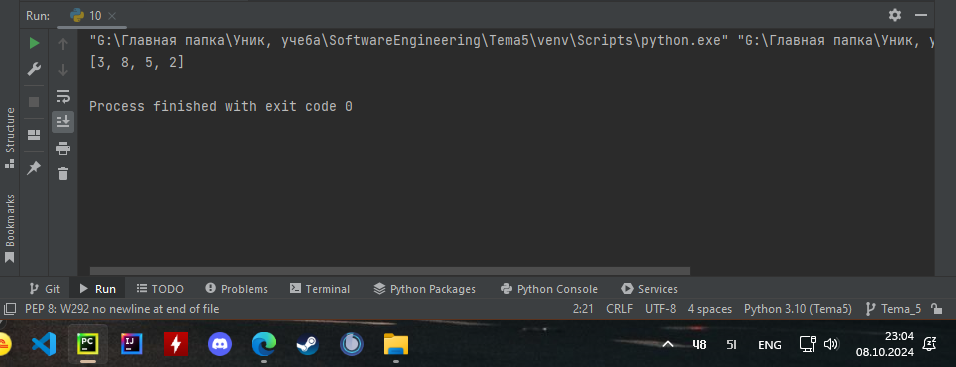 Run: 10
"G:\Главная папка\Уник, учеба\SoftwareEngineering\Tema5\venv\Scripts\python.exe" "G:\Главная папка\Уник, у
[3, 8, 5, 2]
Process finished with exit code 0
Structure
Bookmarks
Git Run TODO Problems Terminal Python Packages Python Console Services
PEP 8: W292 no newline at end of file 2:21 CRLF UTF-8 4 spaces Python 3.10 (Tema5) Tema_5
PC IJ Ч8 5I ENG 23:04
08.10.2024